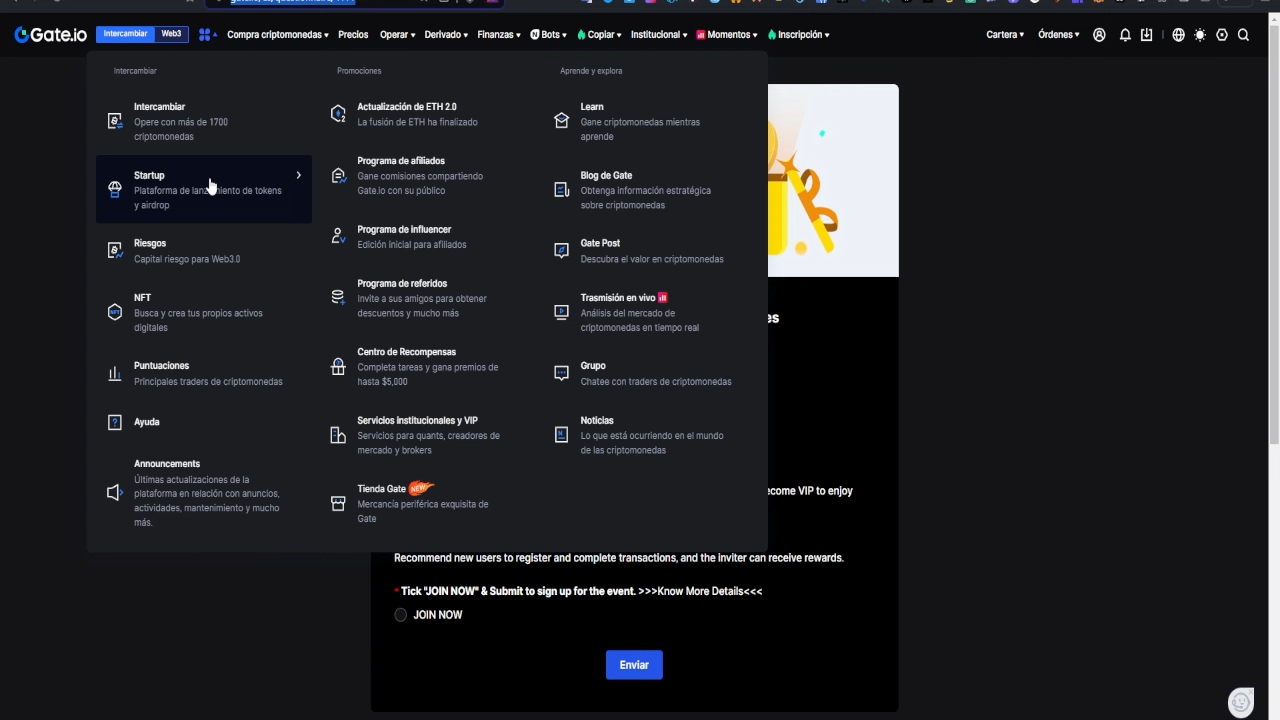 Gate.io
Intercambiar
Web3
Compra criptomonedas
Precios
Operar
Derivado
Finanzas
Bots
Copiar
Institucional
Momentos
Inscripción
Cartera
Órdenes
Intercambiar
Intercambiar
Opere con más de 1700
criptomonedas
Startup
Plataforma de lanzamiento de tokens
y airdrop
Riesgos
Capital riesgo para Web3.0
NFT
Busca y crea tus propios activos
digitales
Puntuaciones
Principales traders de criptomonedas
Ayuda
Announcements
Últimas actualizaciones de la
plataforma en relación con anuncios,
actividades, mantenimiento y mucho
más.
Promociones
Actualización de ETH 2.0
La fusión de ETH ha finalizado
Programa de afiliados
Gane comisiones compartiendo
Gate.io con su público
Programa de influencer
Edición inicial para afiliados
Programa de referidos
Invite a sus amigos para obtener
descuentos y mucho más
Centro de Recompensas
Completa tareas y gana premios de
hasta $5,000
Servicios institucionales y VIP
Servicios para quants, creadores de
mercado y brokers
Tienda Gate NEW
Mercancía periférica exquisita de
Gate
Aprende y explora
Learn
Gane criptomonedas mientras
aprende
Blog de Gate
Obtenga información estratégica
sobre criptomonedas
Gate Post
Descubra el valor en criptomonedas
Trasmisión en vivo
Análisis del mercado de
criptomonedas en tiempo real
Grupo
Chatee con traders de criptomonedas
Noticias
Lo que está ocurriendo en el mundo
de las criptomonedas
es
ecome VIP to enjoy
Recommend new users to register and complete transactions, and the inviter can receive rewards.
* Tick "JOIN NOW" & Submit to sign up for the event. >>>Know More Details<<<
JOIN NOW
Enviar